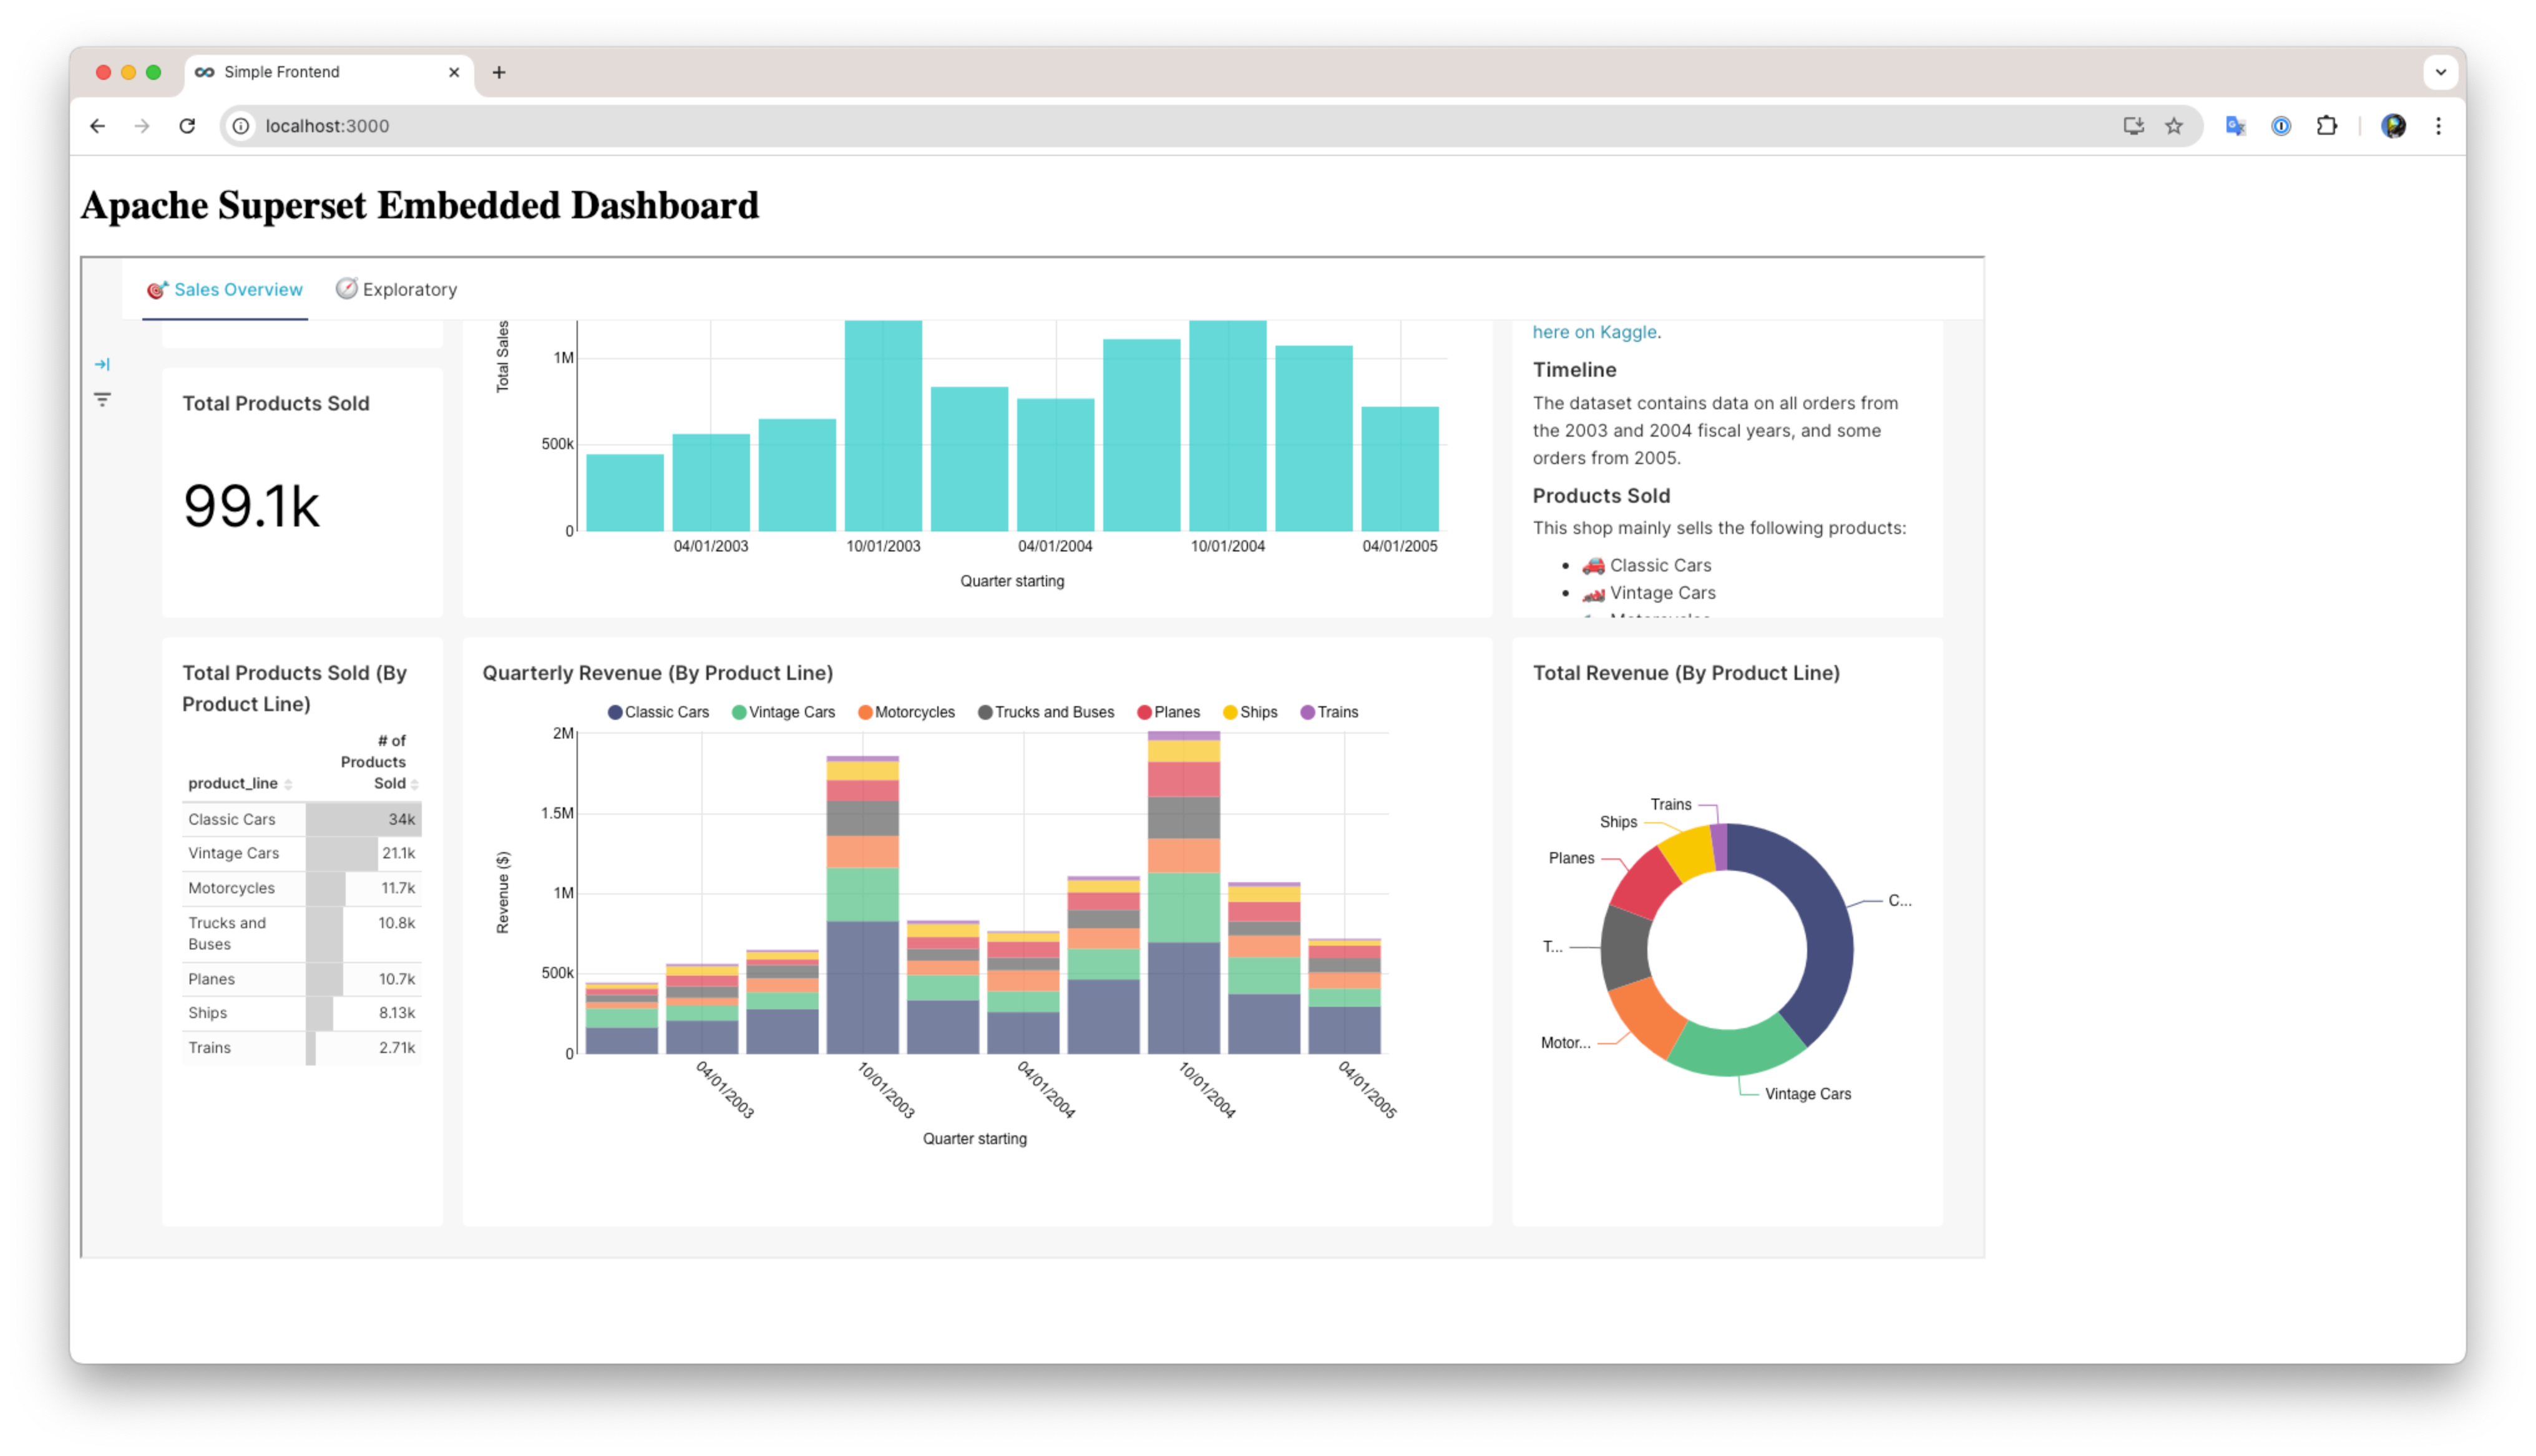 Simple Frontend
localhost:3000
Apache Superset Embedded Dashboard
Sales Overview
Exploratory
Total Products Sold
99.1k
Total Sales
1M
500k
0
04/01/2003
10/01/2003
04/01/2004
10/01/2004
04/01/2005
Quarter starting
here on Kaggle.
Timeline
The dataset contains data on all orders from
the 2003 and 2004 fiscal years, and some
orders from 2005.
Products Sold
This shop mainly sells the following products:
Classic Cars
Vintage Cars
Total Products Sold (By
Product Line)
# of
Products
product_line Sold
Classic Cars 34k
Vintage Cars 21.1k
Motorcycles 11.7k
Trucks and
Buses 10.8k
Planes 10.7k
Ships 8.13k
Trains 2.71k
Quarterly Revenue (By Product Line)
Classic Cars Vintage Cars Motorcycles Trucks and Buses Planes Ships Trains
Revenue ($)
2M
1.5M
1M
500k
0
04/01/2003
10/01/2003
04/01/2004
10/01/2004
04/01/2005
Quarter starting
Total Revenue (By Product Line)
Trains
Ships
Planes
C...
T...
Motor...
Vintage Cars